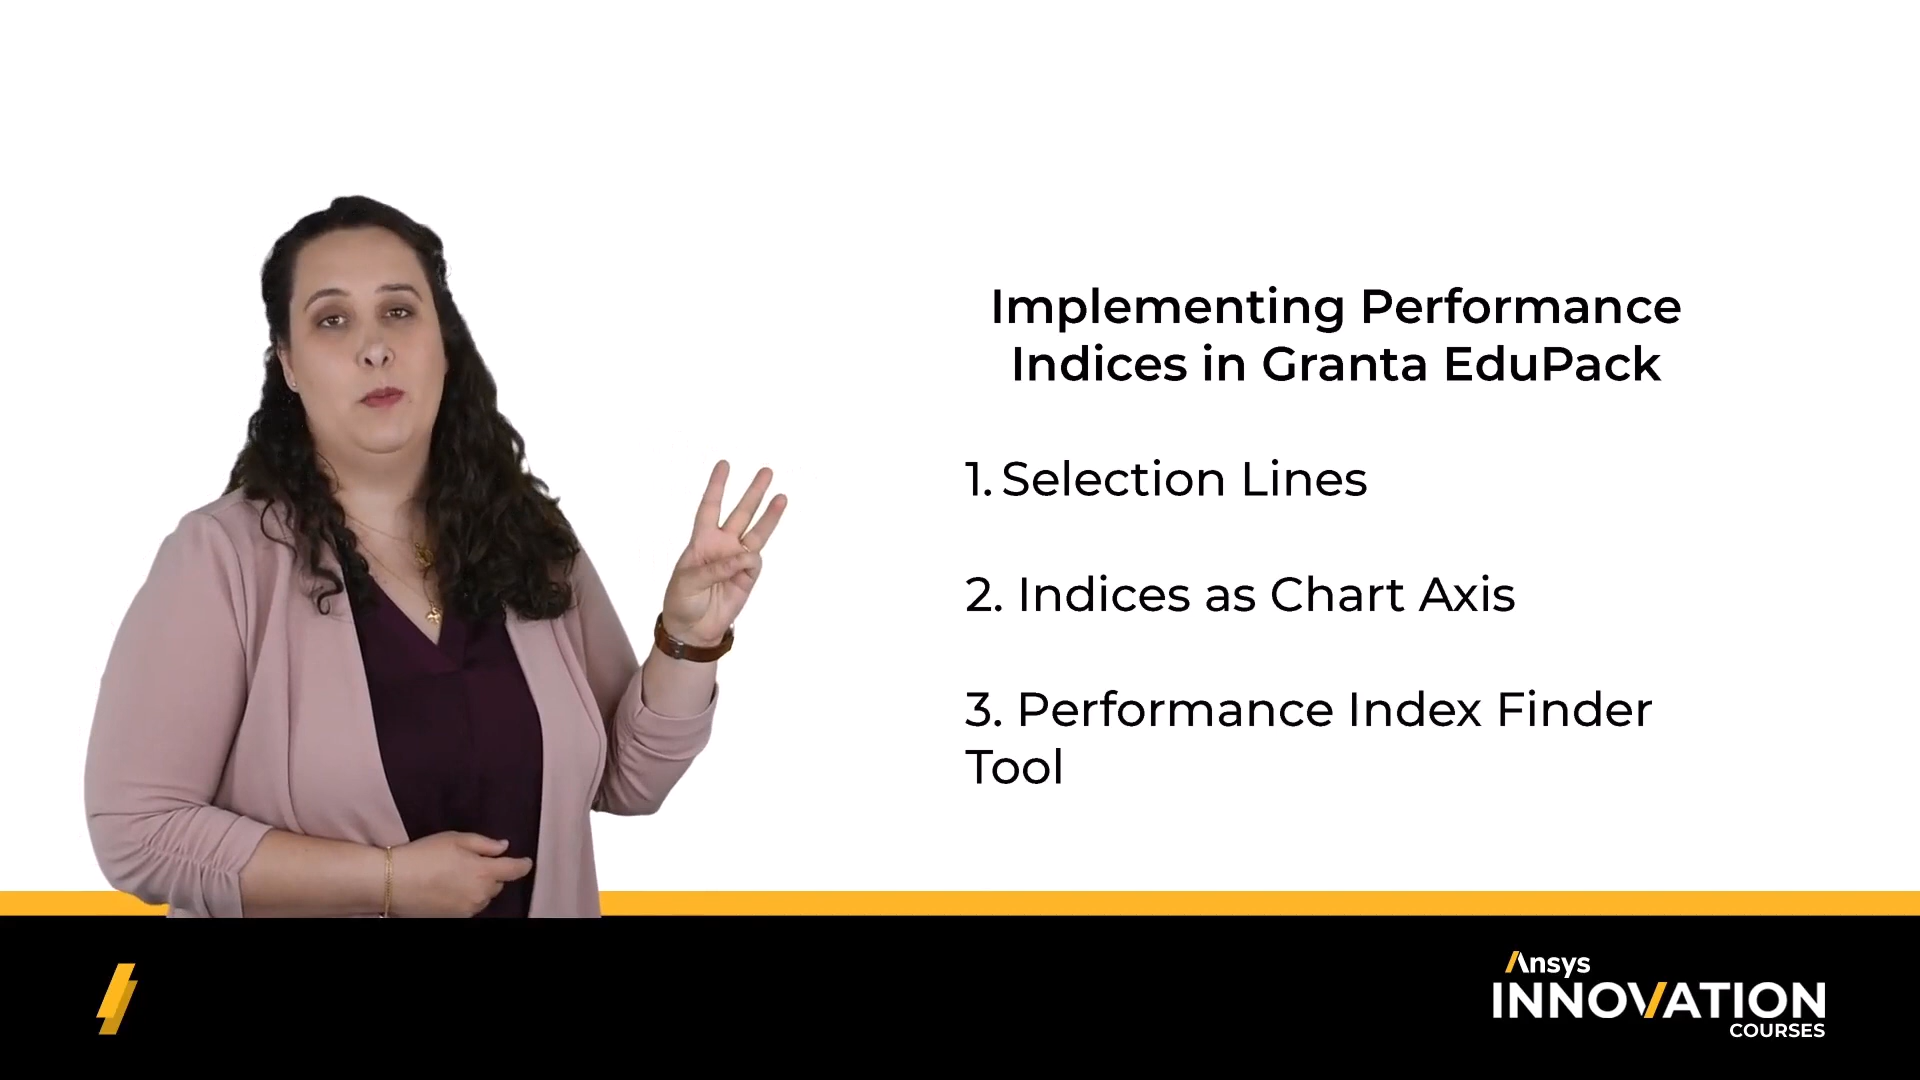 Implementing Performance
Indices in Granta EduPack
1. Selection Lines
2. Indices as Chart Axis
3. Performance Index Finder
Tool
Ansys
INNOVATION
COURSES